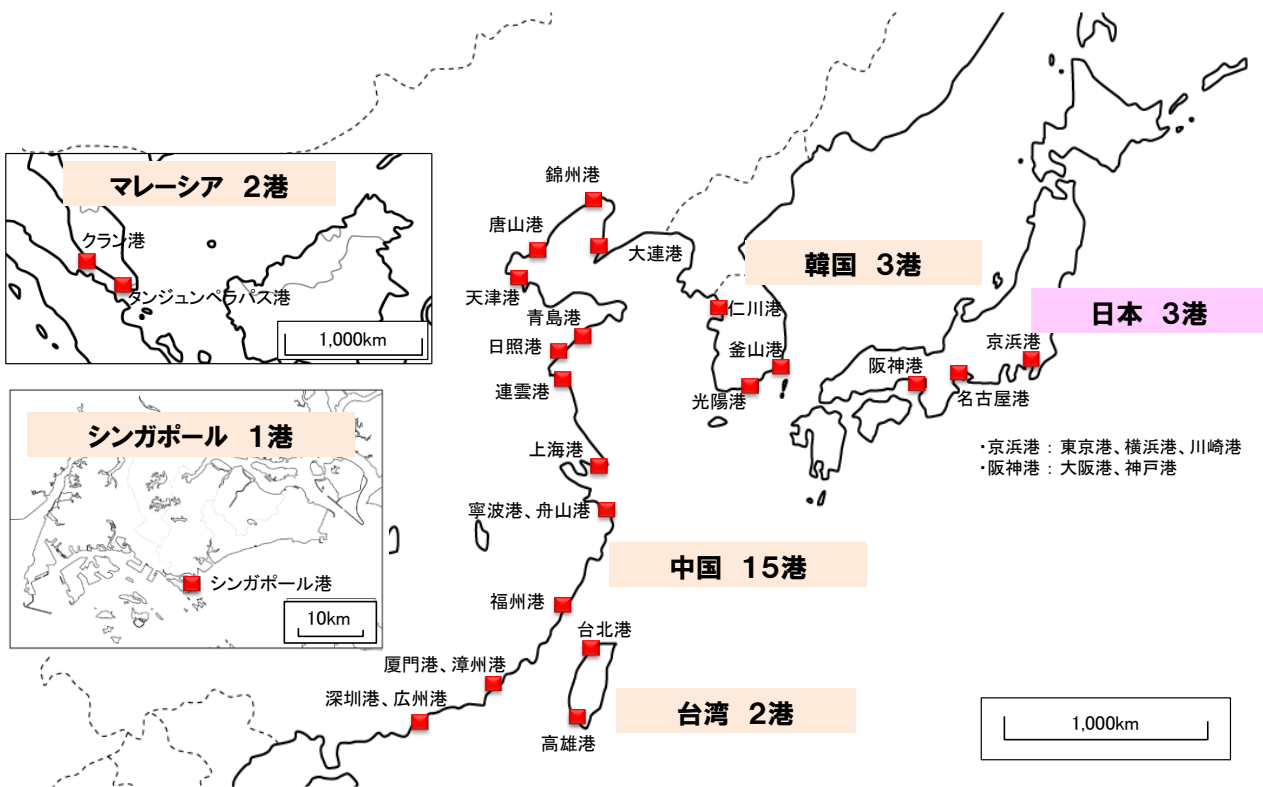 マレーシア 2港
クラン港
タンジュンペラパス港
1,000km
シンガポール 1港
シンガポール港
10km
錦州港
唐山港
大連港
天津港
青島港
日照港
連雲港
上海港
寧波港、舟山港
中国 15港
福州港
厦門港、漳州港
深圳港、広州港
台北港
台湾 2港
高雄港
韓国 3港
仁川港
釜山港
光陽港
日本 3港
京浜港
阪神港
名古屋港
・京浜港 : 東京港、横浜港、川崎港
・阪神港 : 大阪港、神戸港
1,000km